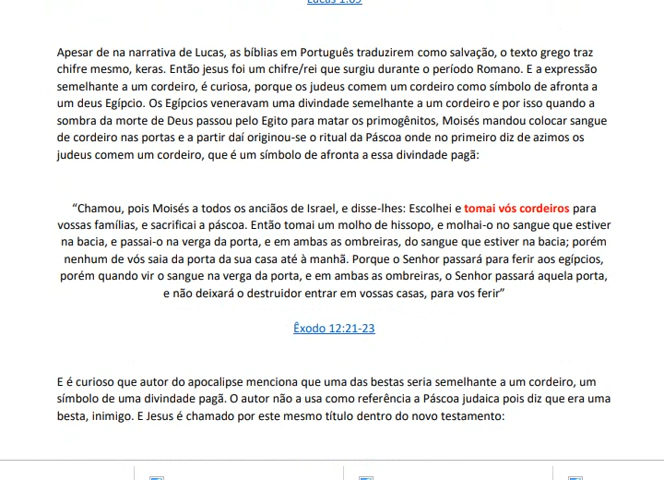 Lucas 1:69
Apesar de na narrativa de Lucas, as bíblias em Português traduzirem como salvação, o texto grego traz
chifre mesmo, keras. Então jesus foi um chifre/rei que surgiu durante o período Romano. E a expressão
semelhante a um cordeiro, é curiosa, porque os judeus comem um cordeiro como símbolo de afronta a
um deus Egípcio. Os Egípcios veneravam uma divindade semelhante a um cordeiro e por isso quando a
sombra da morte de Deus passou pelo Egito para matar os primogênitos, Moisés mandou colocar sangue
de cordeiro nas portas e a partir daí originou-se o ritual da Páscoa onde no primeiro diz de azimos os
judeus comem um cordeiro, que é um símbolo de afronta a essa divindade pagã:
“Chamou, pois Moisés a todos os anciãos de Israel, e disse-lhes: Escolhei e tomai vós cordeiros para
vossas famílias, e sacrificai a páscoa. Então tomai um molho de hissopo, e molhai-o no sangue que estiver
na bacia, e passai-o na verga da porta, e em ambas as ombreiras, do sangue que estiver na bacia; porém
nenhum de vós saia da porta da sua casa até à manhã. Porque o Senhor passará para ferir aos egípcios,
porém quando vir o sangue na verga da porta, e em ambas as ombreiras, o Senhor passará aquela porta,
e não deixará o destruidor entrar em vossas casas, para vos ferir”
Êxodo 12:21-23
E é curioso que autor do apocalipse menciona que uma das bestas seria semelhante a um cordeiro, um
símbolo de uma divindade pagã. O autor não a usa como referência a Páscoa judaica pois diz que era uma
besta, inimigo. E Jesus é chamado por este mesmo título dentro do novo testamento: